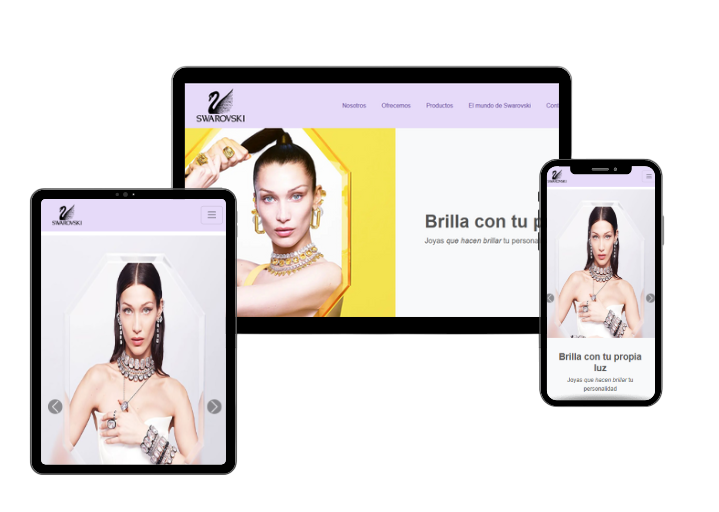 SWAROVSKI
Nosotros Ofrecemos Productos El mundo de Swarovski Cont
Brilla con tu p
Joyas que hacen brillar tu persona
SWAROVSKI
SWAROVSKI
Brilla con tu propia
luz
Joyas que hacen brillar tu
personalidad